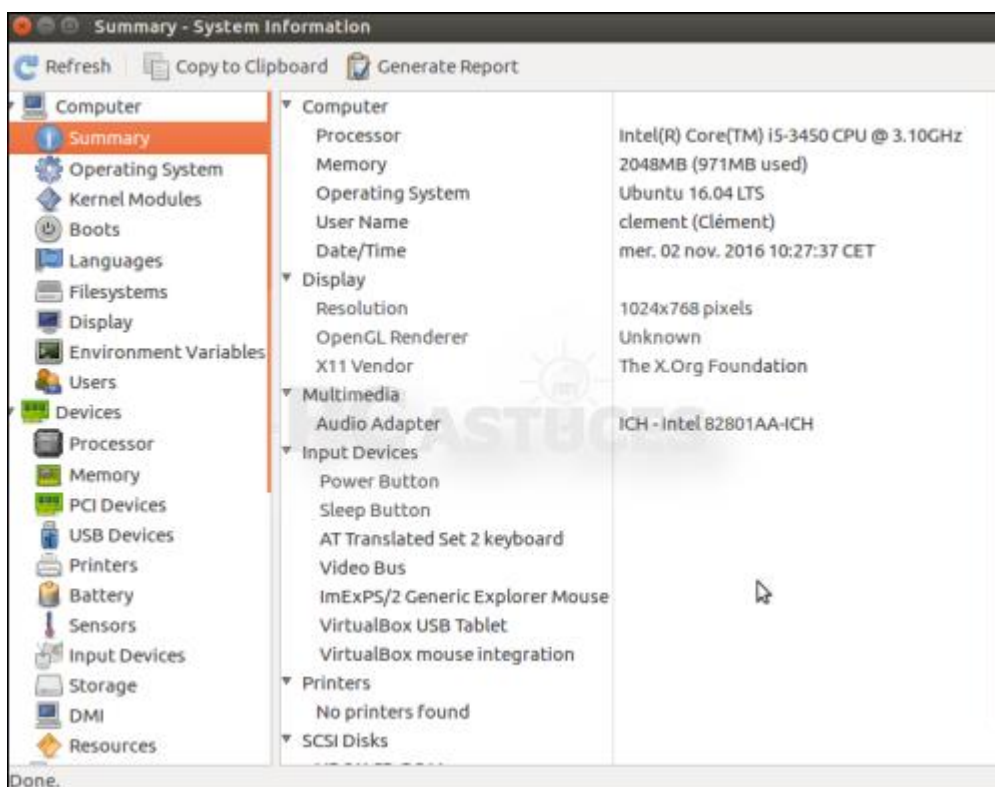 Summary - System Information
Refresh Copy to Clipboard Generate Report
Computer
Summary
Operating System
Kernel Modules
Boots
Languages
Filesystems
Display
Environment Variables
Users
Devices
Processor
Memory
PCI Devices
USB Devices
Printers
Battery
Sensors
Input Devices
Storage
DMI
Resources
Computer
Processor Intel(R) Core(TM) i5-3450 CPU @ 3.10GHz
Memory 2048MB (971MB used)
Operating System Ubuntu 16.04 LTS
User Name clement (Clément)
Date/Time mer. 02 nov. 2016 10:27:37 CET
Display
Resolution 1024x768 pixels
OpenGL Renderer Unknown
X11 Vendor The X.Org Foundation
Multimedia
Audio Adapter ICH - Intel 82801AA-ICH
Input Devices
Power Button
Sleep Button
AT Translated Set 2 keyboard
Video Bus
ImExPS/2 Generic Explorer Mouse
VirtualBox USB Tablet
VirtualBox mouse integration
Printers
No printers found
SCSI Disks
ASTUCES
Done.